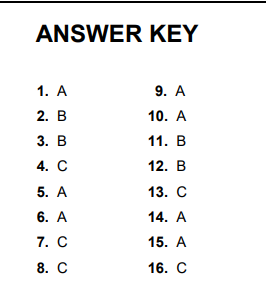 ANSWER KEY
1. A
2. B
3. B
4. C
5. A
6. A
7. C
8. C
9. A
10. A
11. B
12. B
13. C
14. A
15. A
16. C